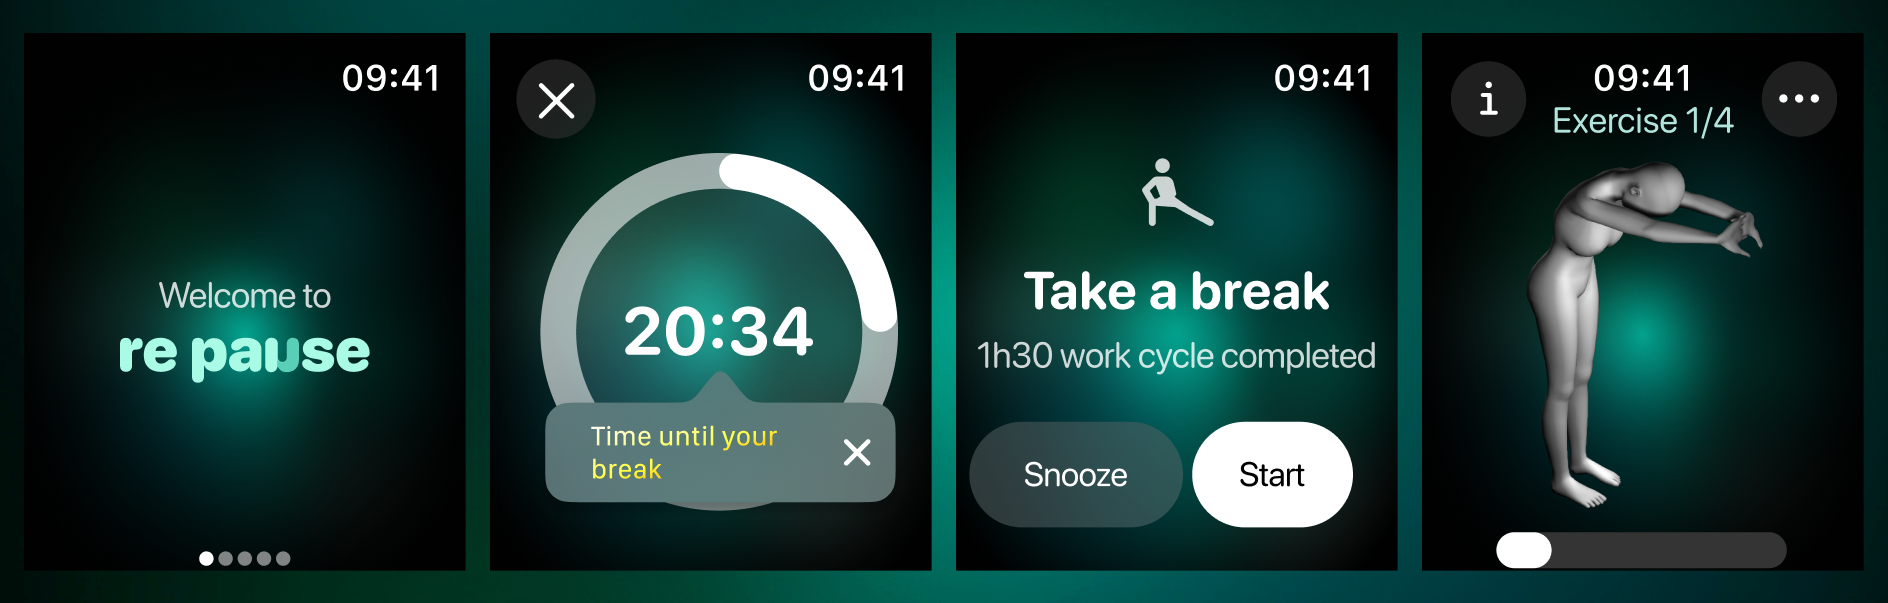 09:41
Welcome to
re pause
09:41
20:34
Time until your
break
09:41
Take a break
1h30 work cycle completed
Snooze
Start
i
09:41
Exercise 1/4